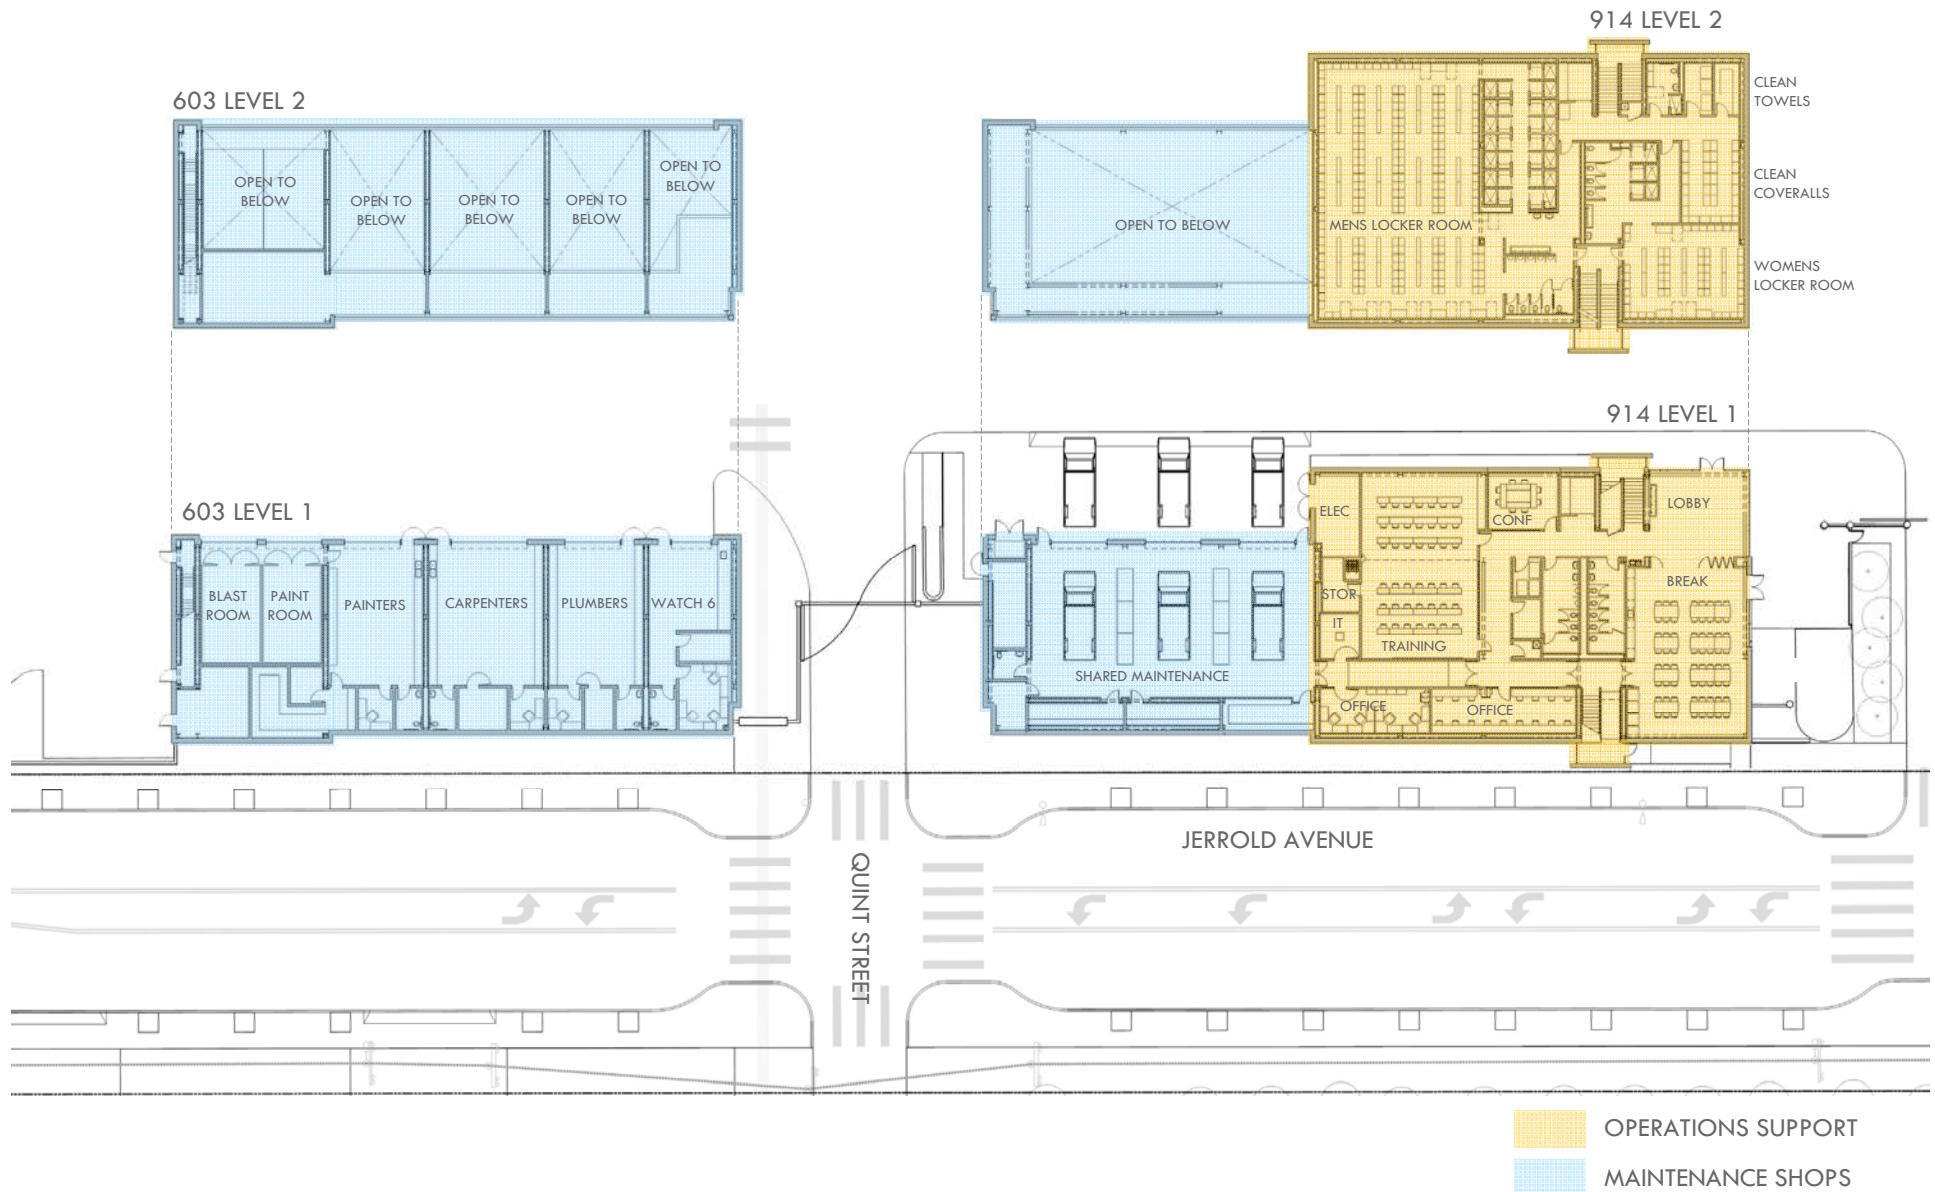 914 LEVEL 2
603 LEVEL 2
OPEN TO
BELOW
OPEN TO
BELOW
OPEN TO
BELOW
OPEN TO
BELOW
OPEN TO
BELOW
OPEN TO BELOW
MENS LOCKER ROOM
CLEAN
TOWELS
CLEAN
COVERALLS
WOMENS
LOCKER ROOM
914 LEVEL 1
603 LEVEL 1
BLAST
ROOM
PAINT
ROOM
PAINTERS
CARPENTERS
PLUMBERS
WATCH 6
SHARED MAINTENANCE
ELEC
STOR
IT
TRAINING
CONF
LOBBY
BREAK
OFFICE
OFFICE
JERROLD AVENUE
QUINT STREET
OPERATIONS SUPPORT
MAINTENANCE SHOPS